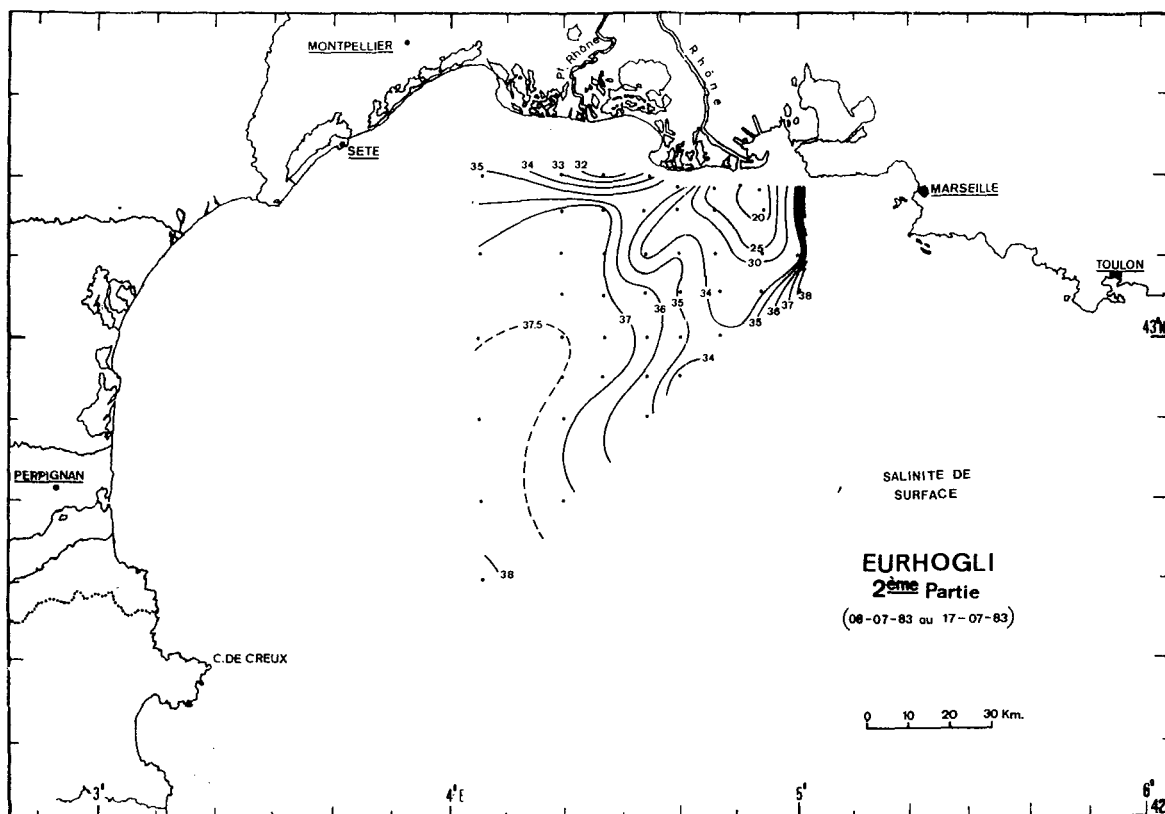 MONTPELLIER
Pt. Rhône
Rhône
SETE
MARSEILLE
TOULON
35
34
33
32
20
25
30
34
35
36
37
38
35
36
37
37.5
34
38
43°
PERPIGNAN
SALINITE DE
SURFACE
EURHOGLI
2ème Partie
(08-07-83 au 17-07-83)
C. DE CREUX
0 10 20 30 Km.
3°
4°E
5°
6°
42